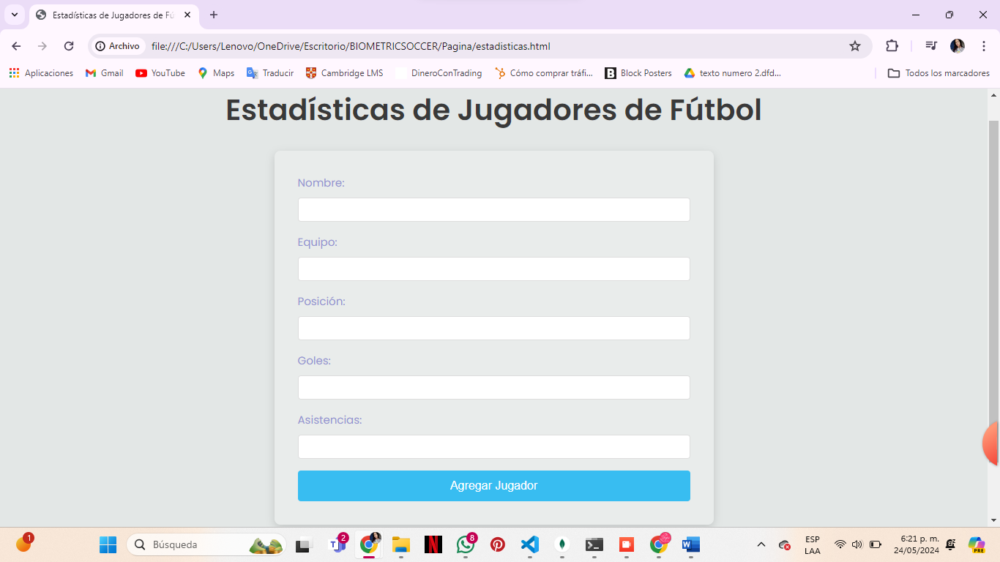 Estadísticas de Jugadores de Fú
Archivo
file:///C:/Users/Lenovo/OneDrive/Escritorio/BIOMETRICSOCCER/Pagina/estadisticas.html
Aplicaciones
Gmail
YouTube
Maps
Traducir
Cambridge LMS
DineroConTrading
Cómo comprar tráfi...
Block Posters
texto numero 2.dfd...
Todos los marcadores
Estadísticas de Jugadores de Fútbol
Nombre:
Equipo:
Posición:
Goles:
Asistencias:
Agregar Jugador
1
Búsqueda
2
8
ESP
LAA
6:21 p. m.
24/05/2024
PRE